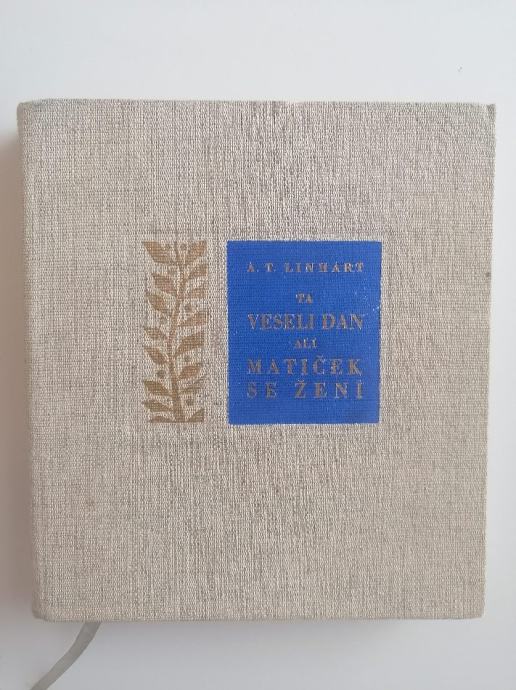 A. T. LINHART
TA
VESELI DAN
ALI
MATIČEK
SE ŽENI